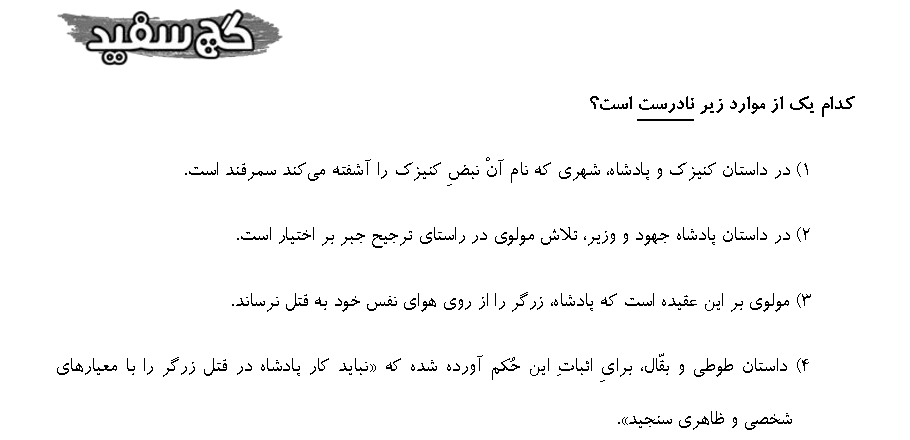 گچ سفید
کدام یک از موارد زیر نادرست است؟
۱) در داستان کنیزک و پادشاه، شهری که نام آنْ نبضِ کنیزک را آشفته می‌کند سمرقند است.
۲) در داستان پادشاه جهود و وزیر، تلاش مولوی در راستای ترجیح جبر بر اختیار است.
۳) مولوی بر این عقیده است که پادشاه، زرگر را از روی هوای نفس خود به قتل نرساند.
۴) داستان طوطی و بقّال، برایِ اثباتِ این حُکم آورده شده که «نباید کار پادشاه در قتل زرگر را با معیارهای
شخصی و ظاهری سنجید».